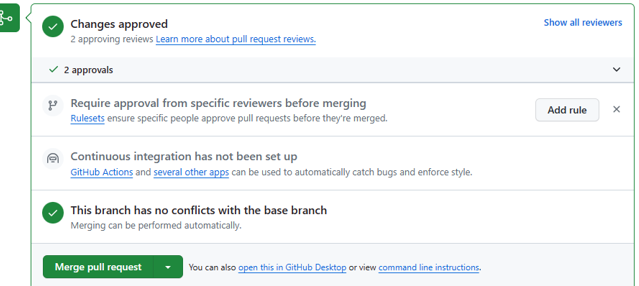 Changes approved
Show all reviewers
2 approving reviews Learn more about pull request reviews.
2 approvals
Require approval from specific reviewers before merging
Rulesets ensure specific people approve pull requests before they're merged.
Add rule
Continuous integration has not been set up
GitHub Actions and several other apps can be used to automatically catch bugs and enforce style.
This branch has no conflicts with the base branch
Merging can be performed automatically.
Merge pull request
You can also open this in GitHub Desktop or view command line instructions.